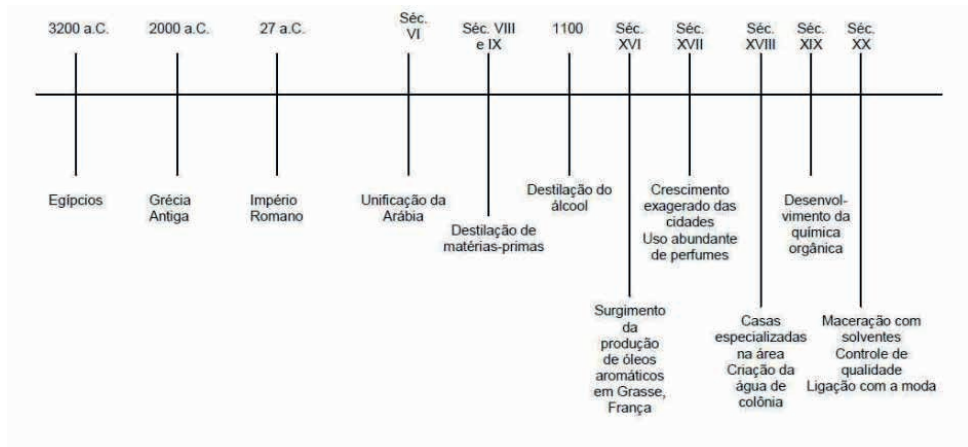 3200 a.C.
2000 a.C.
27 a.C.
Séc.
VI
Séc. VIII
e IX
1100
Séc.
XVI
Séc.
XVII
Séc.
XVIII
Séc.
XIX
Séc.
XX
Egípcios
Grécia
Antiga
Império
Romano
Unificação da
Arábia
Destilação de
matérias-primas
Destilação do
álcool
Surgimento
da
produção
de óleos
aromáticos
em Grasse,
França
Crescimento
exagerado das
cidades
Uso abundante
de perfumes
Casas
especializadas
na área
Criação da
água de
colônia
Desenvol-
vimento da
química
orgânica
Maceração com
solventes
Controle de
qualidade
Ligação com a moda